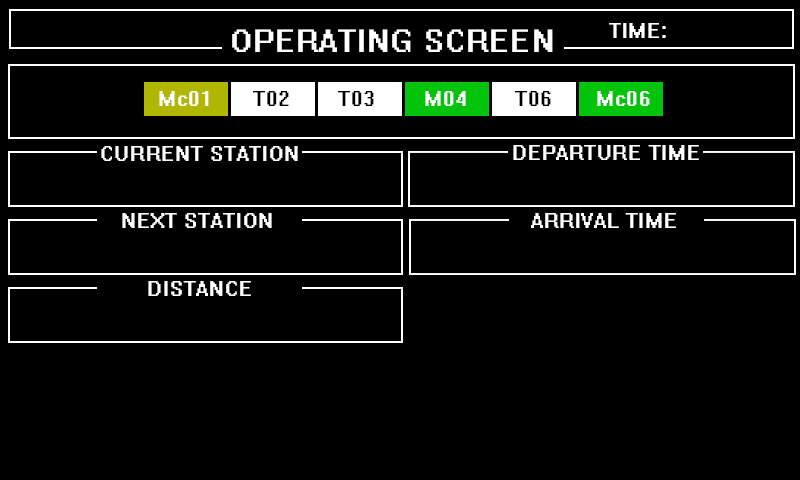 OPERATING SCREEN TIME:
Mc01 T02 T03 M04 T06 Mc06
CURRENT STATION DEPARTURE TIME
NEXT STATION ARRIVAL TIME
DISTANCE